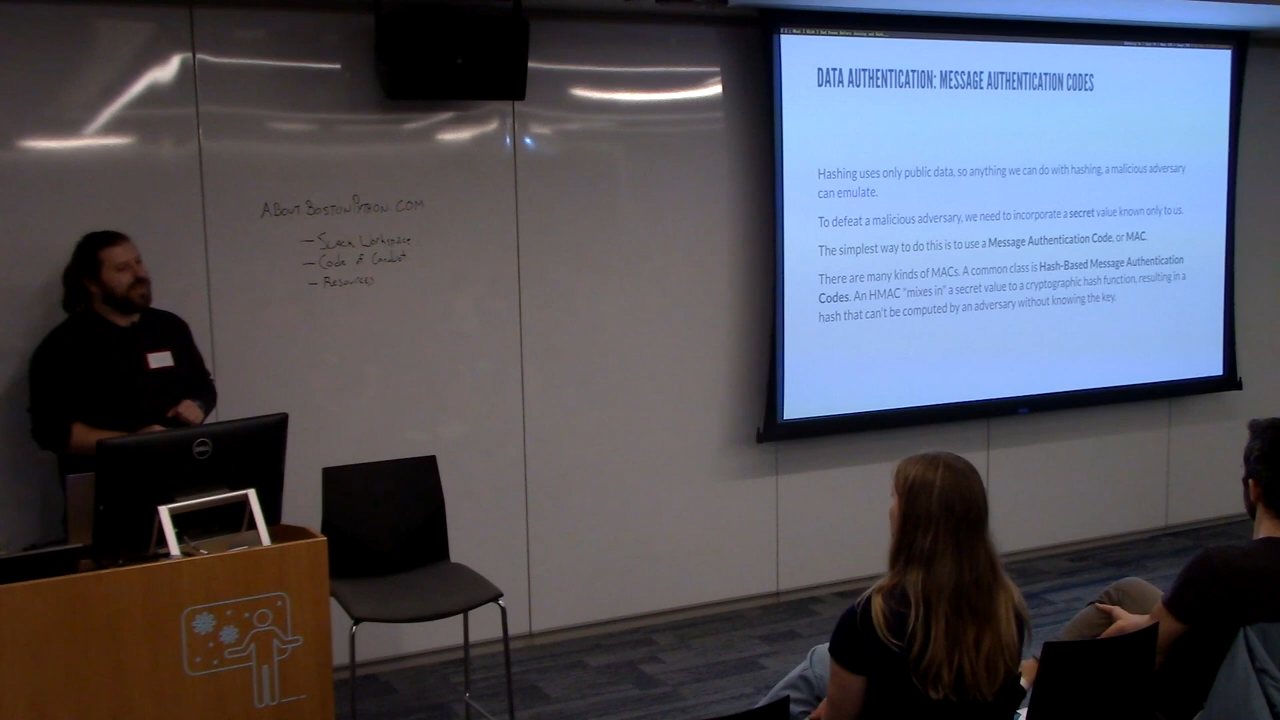 ABOUT.BOSTONPYTHON.COM
— SLACK WORKSPACE
— CODE OF CONDUCT
— RESOURCES
DATA AUTHENTICATION: MESSAGE AUTHENTICATION CODES
Hashing uses only public data, so anything we can do with hashing, a malicious adversary
can emulate.
To defeat a malicious adversary, we need to incorporate a secret value known only to us.
The simplest way to do this is to use a Message Authentication Code, or MAC.
There are many kinds of MACs. A common class is Hash-Based Message Authentication
Codes. An HMAC "mixes in" a secret value to a cryptographic hash function, resulting in a
hash that can't be computed by an adversary without knowing the key.
DELL